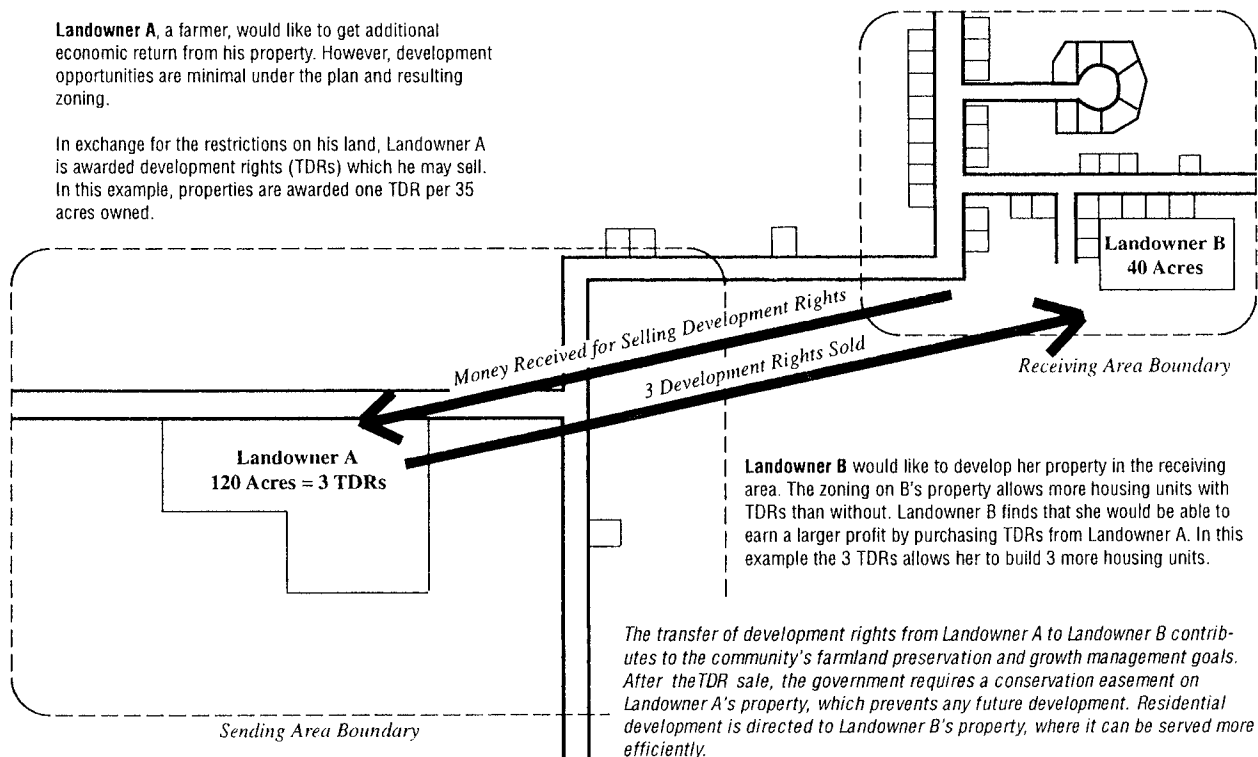 Landowner A, a farmer, would like to get additional
economic return from his property. However, development
opportunities are minimal under the plan and resulting
zoning.
In exchange for the restrictions on his land, Landowner A
is awarded development rights (TDRs) which he may sell.
In this example, properties are awarded one TDR per 35
acres owned.
Landowner B
40 Acres
Money Received for Selling Development Rights
3 Development Rights Sold
Receiving Area Boundary
Landowner A
120 Acres = 3 TDRs
Landowner B would like to develop her property in the receiving
area. The zoning on B's property allows more housing units with
TDRs than without. Landowner B finds that she would be able to
earn a larger profit by purchasing TDRs from Landowner A. In this
example the 3 TDRs allows her to build 3 more housing units.
The transfer of development rights from Landowner A to Landowner B contrib-
utes to the community's farmland preservation and growth management goals.
After the TDR sale, the government requires a conservation easement on
Landowner A's property, which prevents any future development. Residential
development is directed to Landowner B's property, where it can be served more
efficiently.
Sending Area Boundary